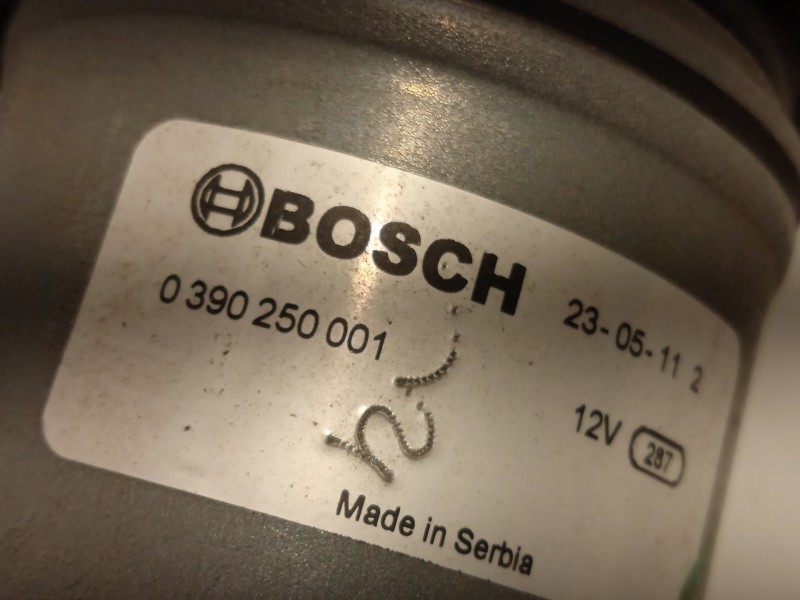 BOSCH
0 390 250 001
23-05-11 2
12V 287
Made in Serbia